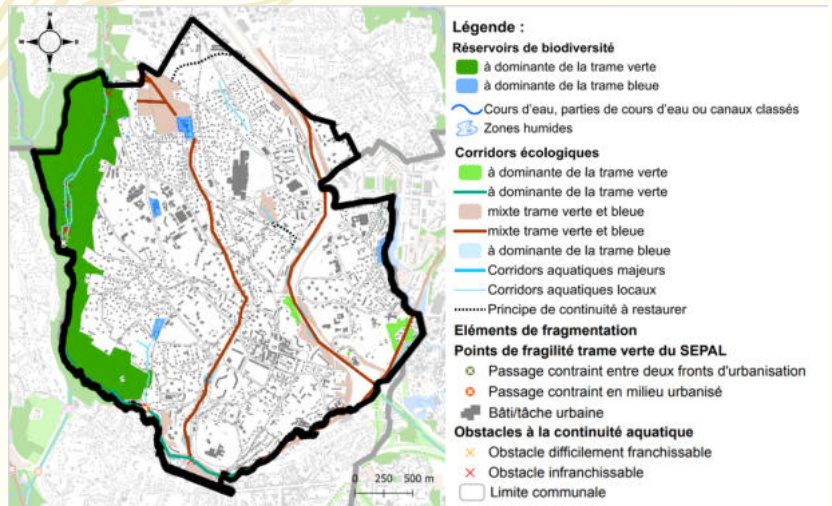 Légende :
Réservoirs de biodiversité
à dominante de la trame verte
à dominante de la trame bleue
Cours d'eau, parties de cours d'eau ou canaux classés
Zones humides
Corridors écologiques
à dominante de la trame verte
à dominante de la trame verte
mixte trame verte et bleue
mixte trame verte et bleue
à dominante de la trame bleue
Corridors aquatiques majeurs
Corridors aquatiques locaux
Principe de continuité à restaurer
Eléments de fragmentation
Points de fragilité trame verte du SEPAL
Passage contraint entre deux fronts d'urbanisation
Passage contraint en milieu urbanisé
Bâti/tâche urbaine
Obstacles à la continuité aquatique
Obstacle difficilement franchissable
Obstacle infranchissable
Limite communale
0 250 500 m